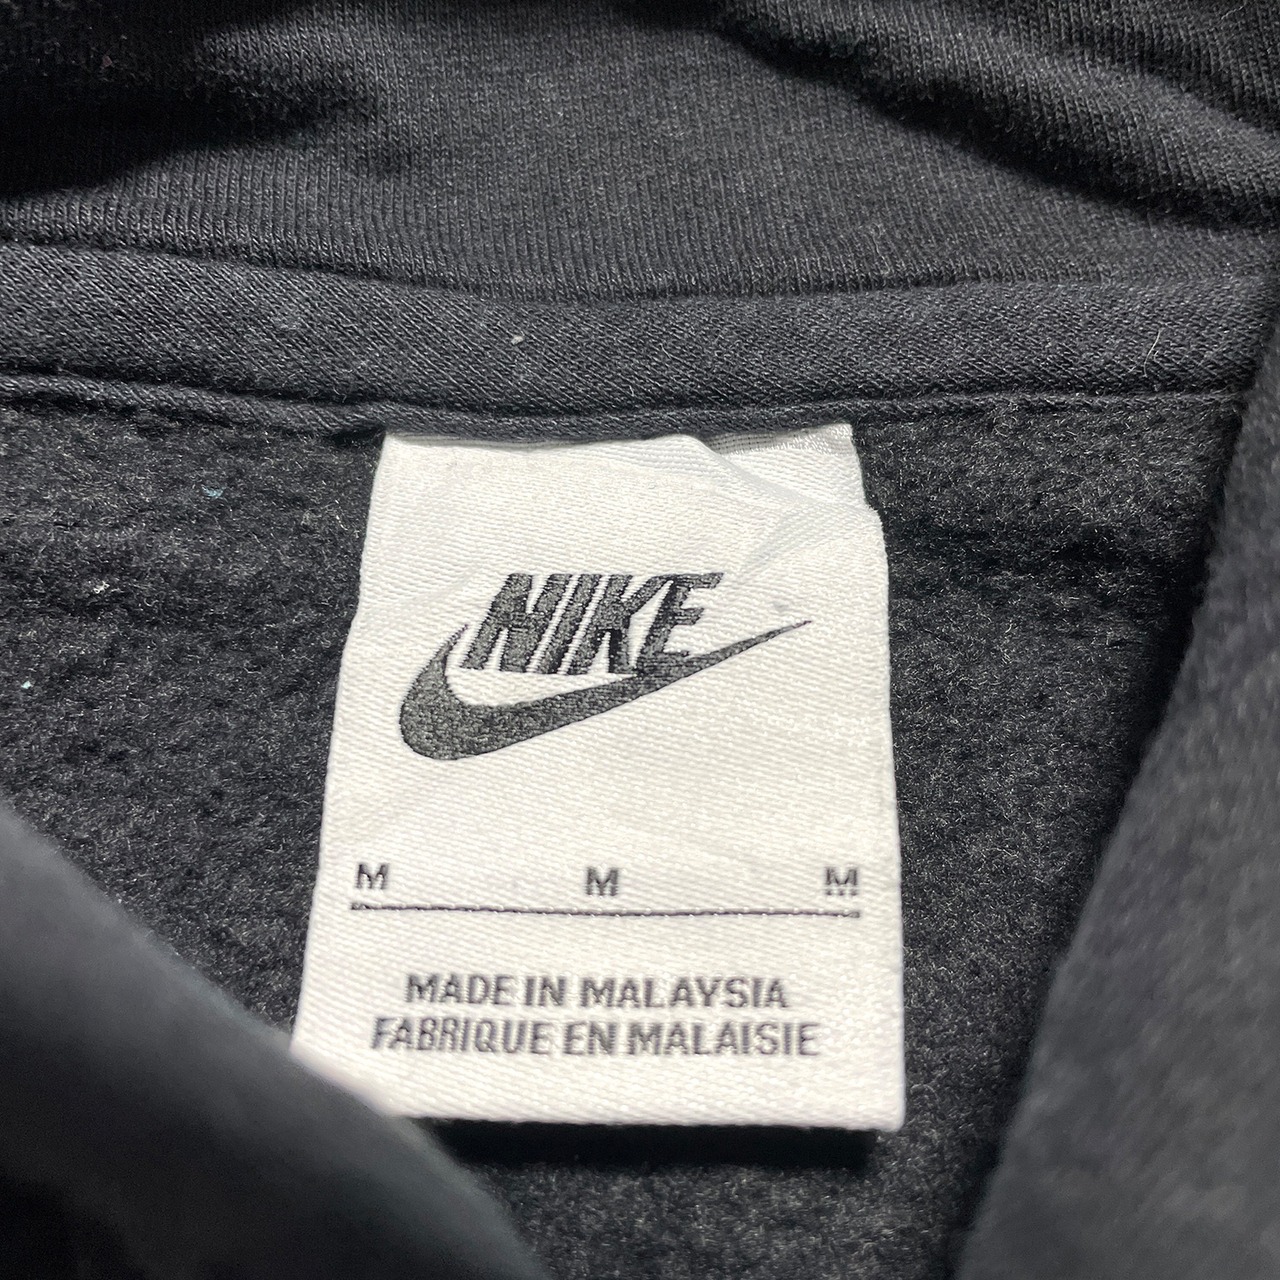 NIKE
M M M
MADE IN MALAYSIA
FABRIQUE EN MALAISIE